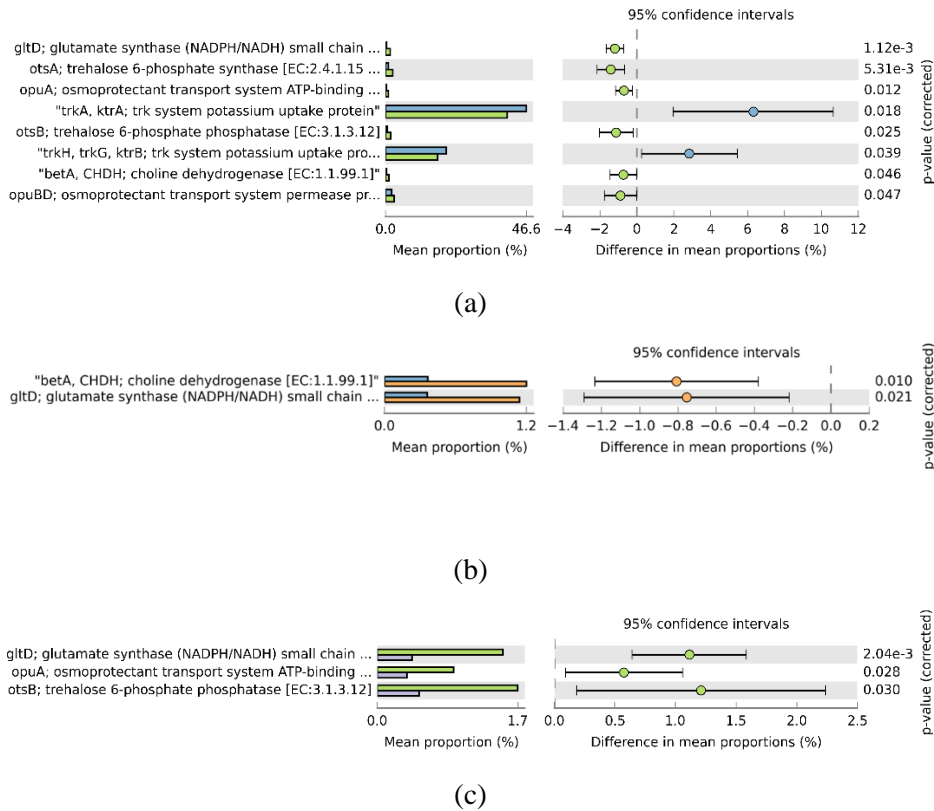 95% confidence intervals
gltD; glutamate synthase (NADPH/NADH) small chain ... 1.12e-3
otsA; trehalose 6-phosphate synthase [EC:2.4.1.15 ... 5.31e-3
opuA; osmoprotectant transport system ATP-binding ... 0.012
"trkA, ktrA; trk system potassium uptake protein" 0.018
otsB; trehalose 6-phosphate phosphatase [EC:3.1.3.12] 0.025
"trkH, trkG, ktrB; trk system potassium uptake pro... 0.039
"betA, CHDH; choline dehydrogenase [EC:1.1.99.1]" 0.046
opuBD; osmoprotectant transport system permease pr... 0.047
p-value (corrected)
0.0 46.6 −4 −2 0 2 4 6 8 10 12
Mean proportion (%) Difference in mean proportions (%)
(a)
95% confidence intervals
"betA, CHDH; choline dehydrogenase [EC:1.1.99.1]" 0.010
gltD; glutamate synthase (NADPH/NADH) small chain ... 0.021
p-value (corrected)
0.0 1.2 −1.4 −1.2 −1.0 −0.8 −0.6 −0.4 −0.2 0.0 0.2
Mean proportion (%) Difference in mean proportions (%)
(b)
95% confidence intervals
gltD; glutamate synthase (NADPH/NADH) small chain ... 2.04e-3
opuA; osmoprotectant transport system ATP-binding ... 0.028
otsB; trehalose 6-phosphate phosphatase [EC:3.1.3.12] 0.030
p-value (corrected)
0.0 1.7 0.0 0.5 1.0 1.5 2.0 2.5
Mean proportion (%) Difference in mean proportions (%)
(c)